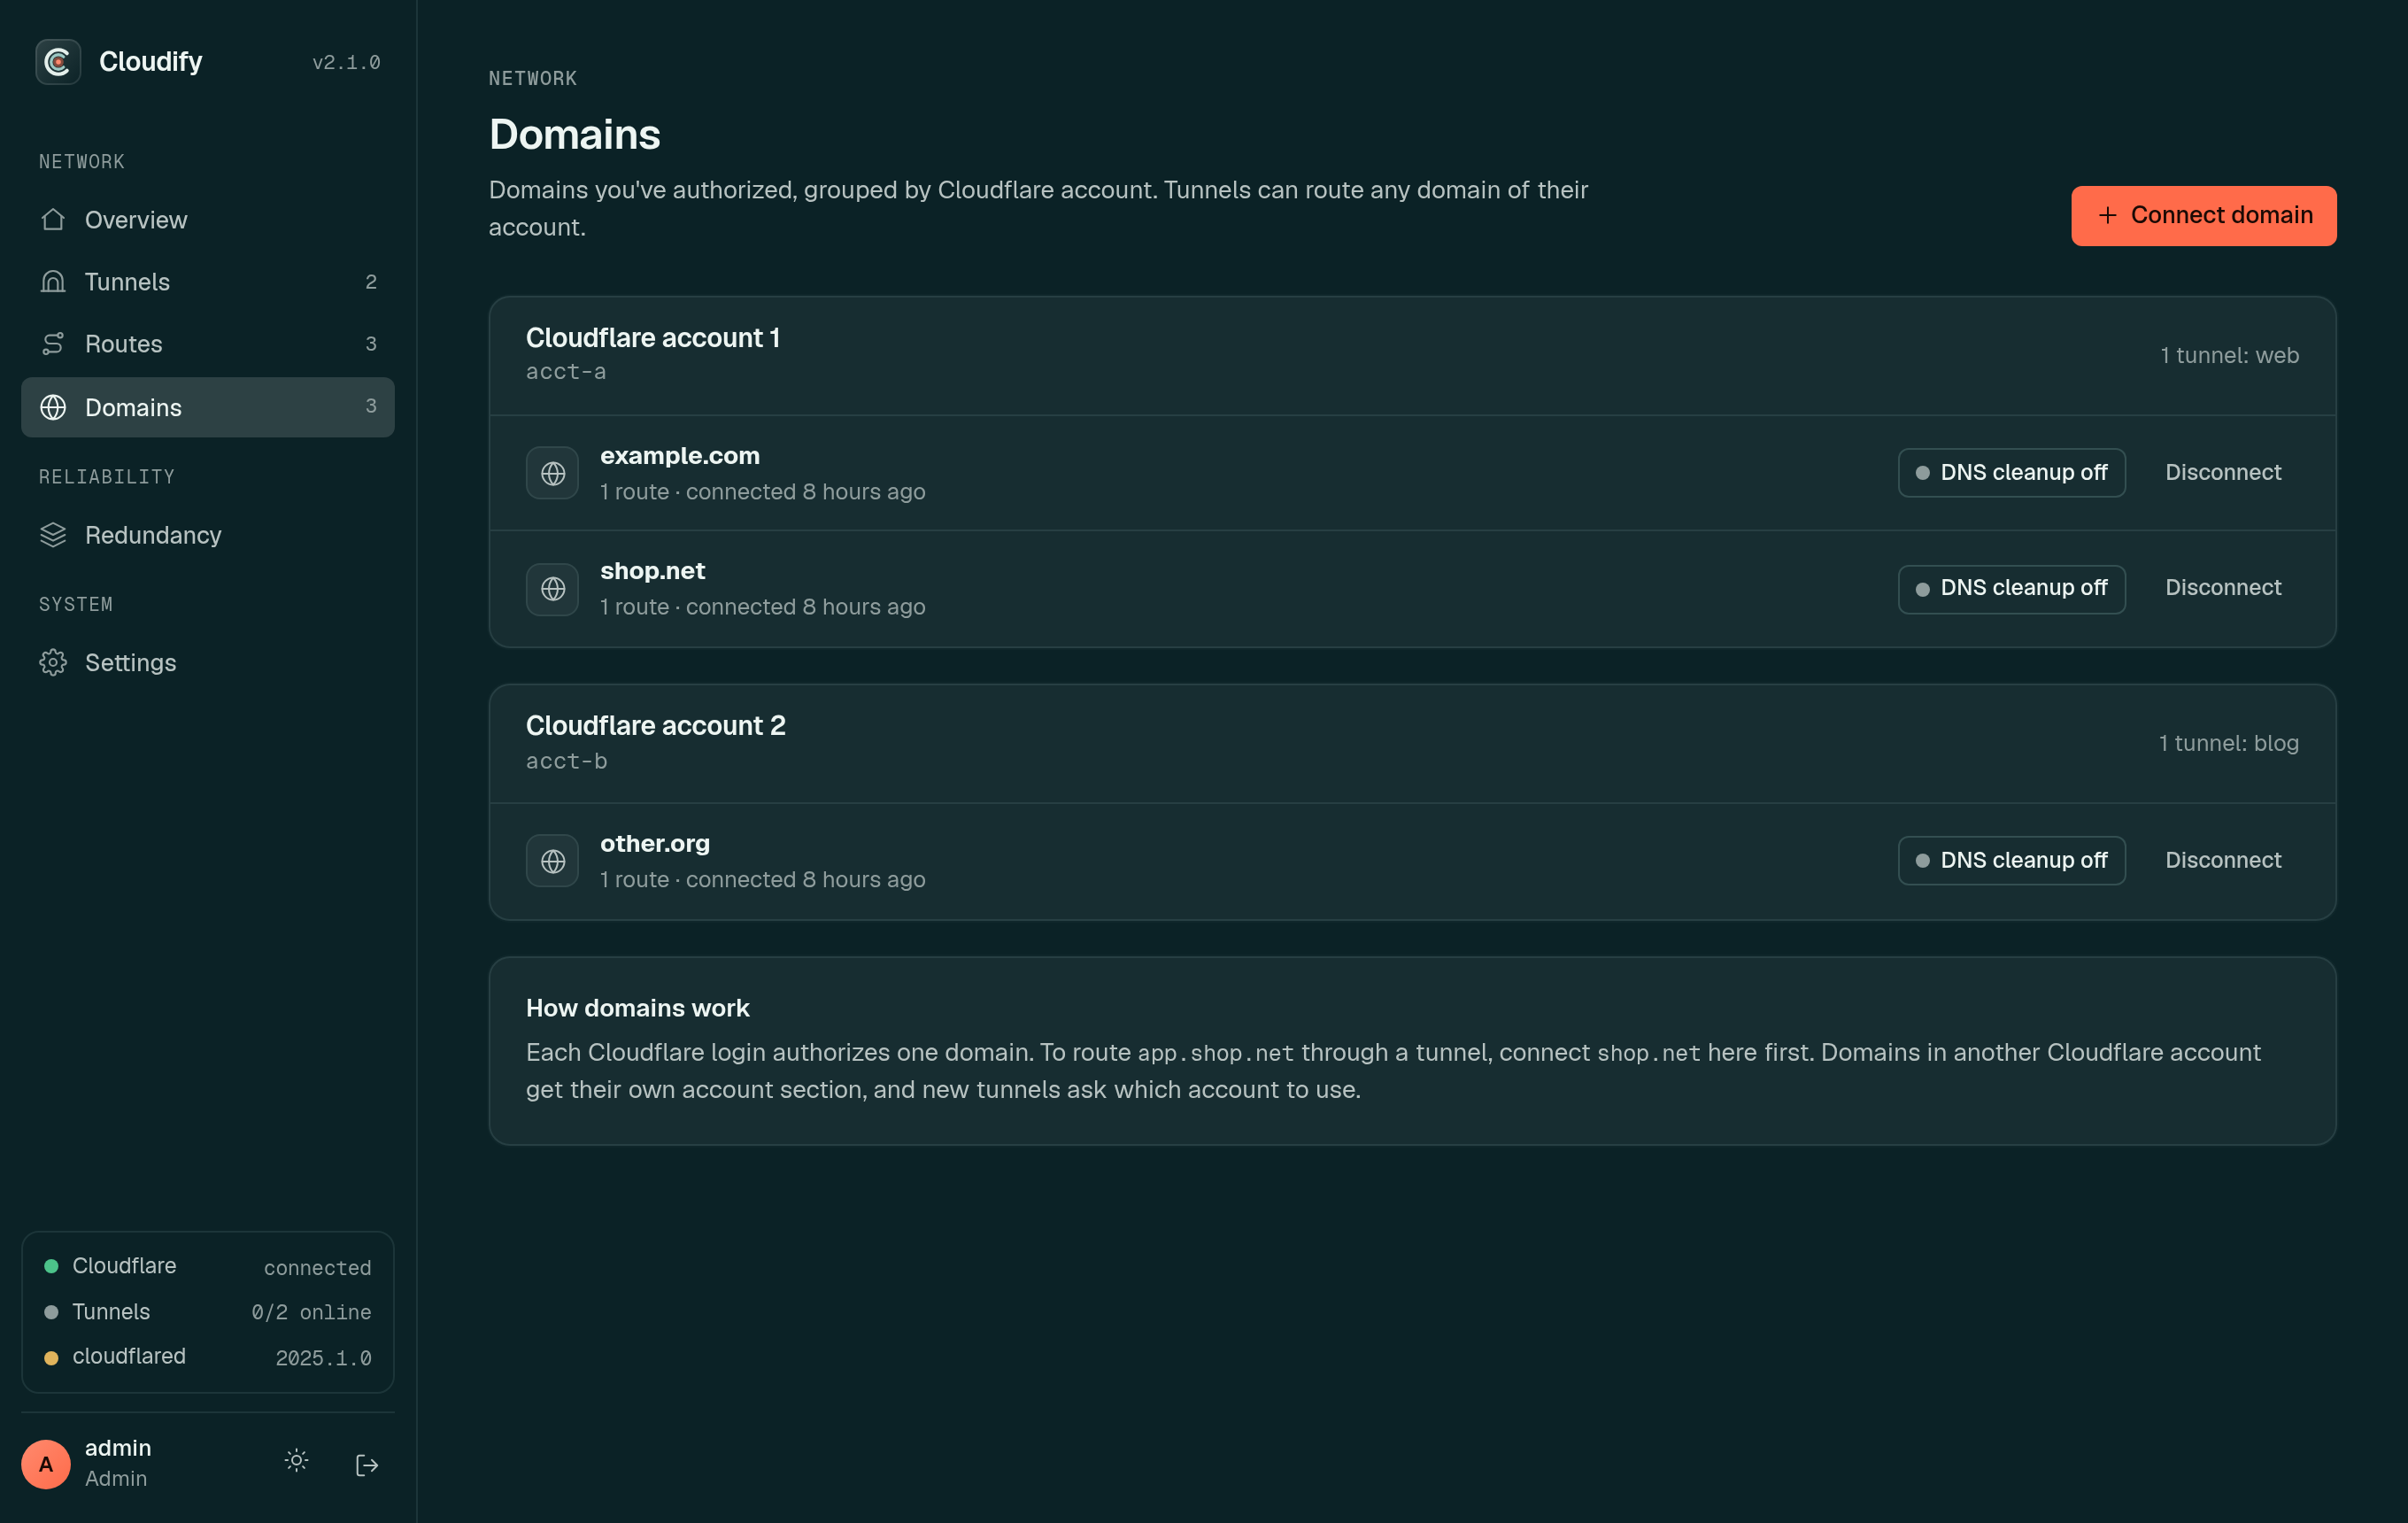 Cloudify v2.1.0
NETWORK
Overview
Tunnels 2
Routes 3
Domains 3
RELIABILITY
Redundancy
SYSTEM
Settings
Cloudflare connected
Tunnels 0/2 online
cloudflared 2025.1.0
A
admin
Admin
NETWORK
Domains
Domains you've authorized, grouped by Cloudflare account. Tunnels can route any domain of their
account.
Connect domain
Cloudflare account 1
acct-a
1 tunnel: web
example.com
1 route · connected 8 hours ago
DNS cleanup off
Disconnect
shop.net
1 route · connected 8 hours ago
DNS cleanup off
Disconnect
Cloudflare account 2
acct-b
1 tunnel: blog
other.org
1 route · connected 8 hours ago
DNS cleanup off
Disconnect
How domains work
Each Cloudflare login authorizes one domain. To route app.shop.net through a tunnel, connect shop.net here first. Domains in another Cloudflare account
get their own account section, and new tunnels ask which account to use.